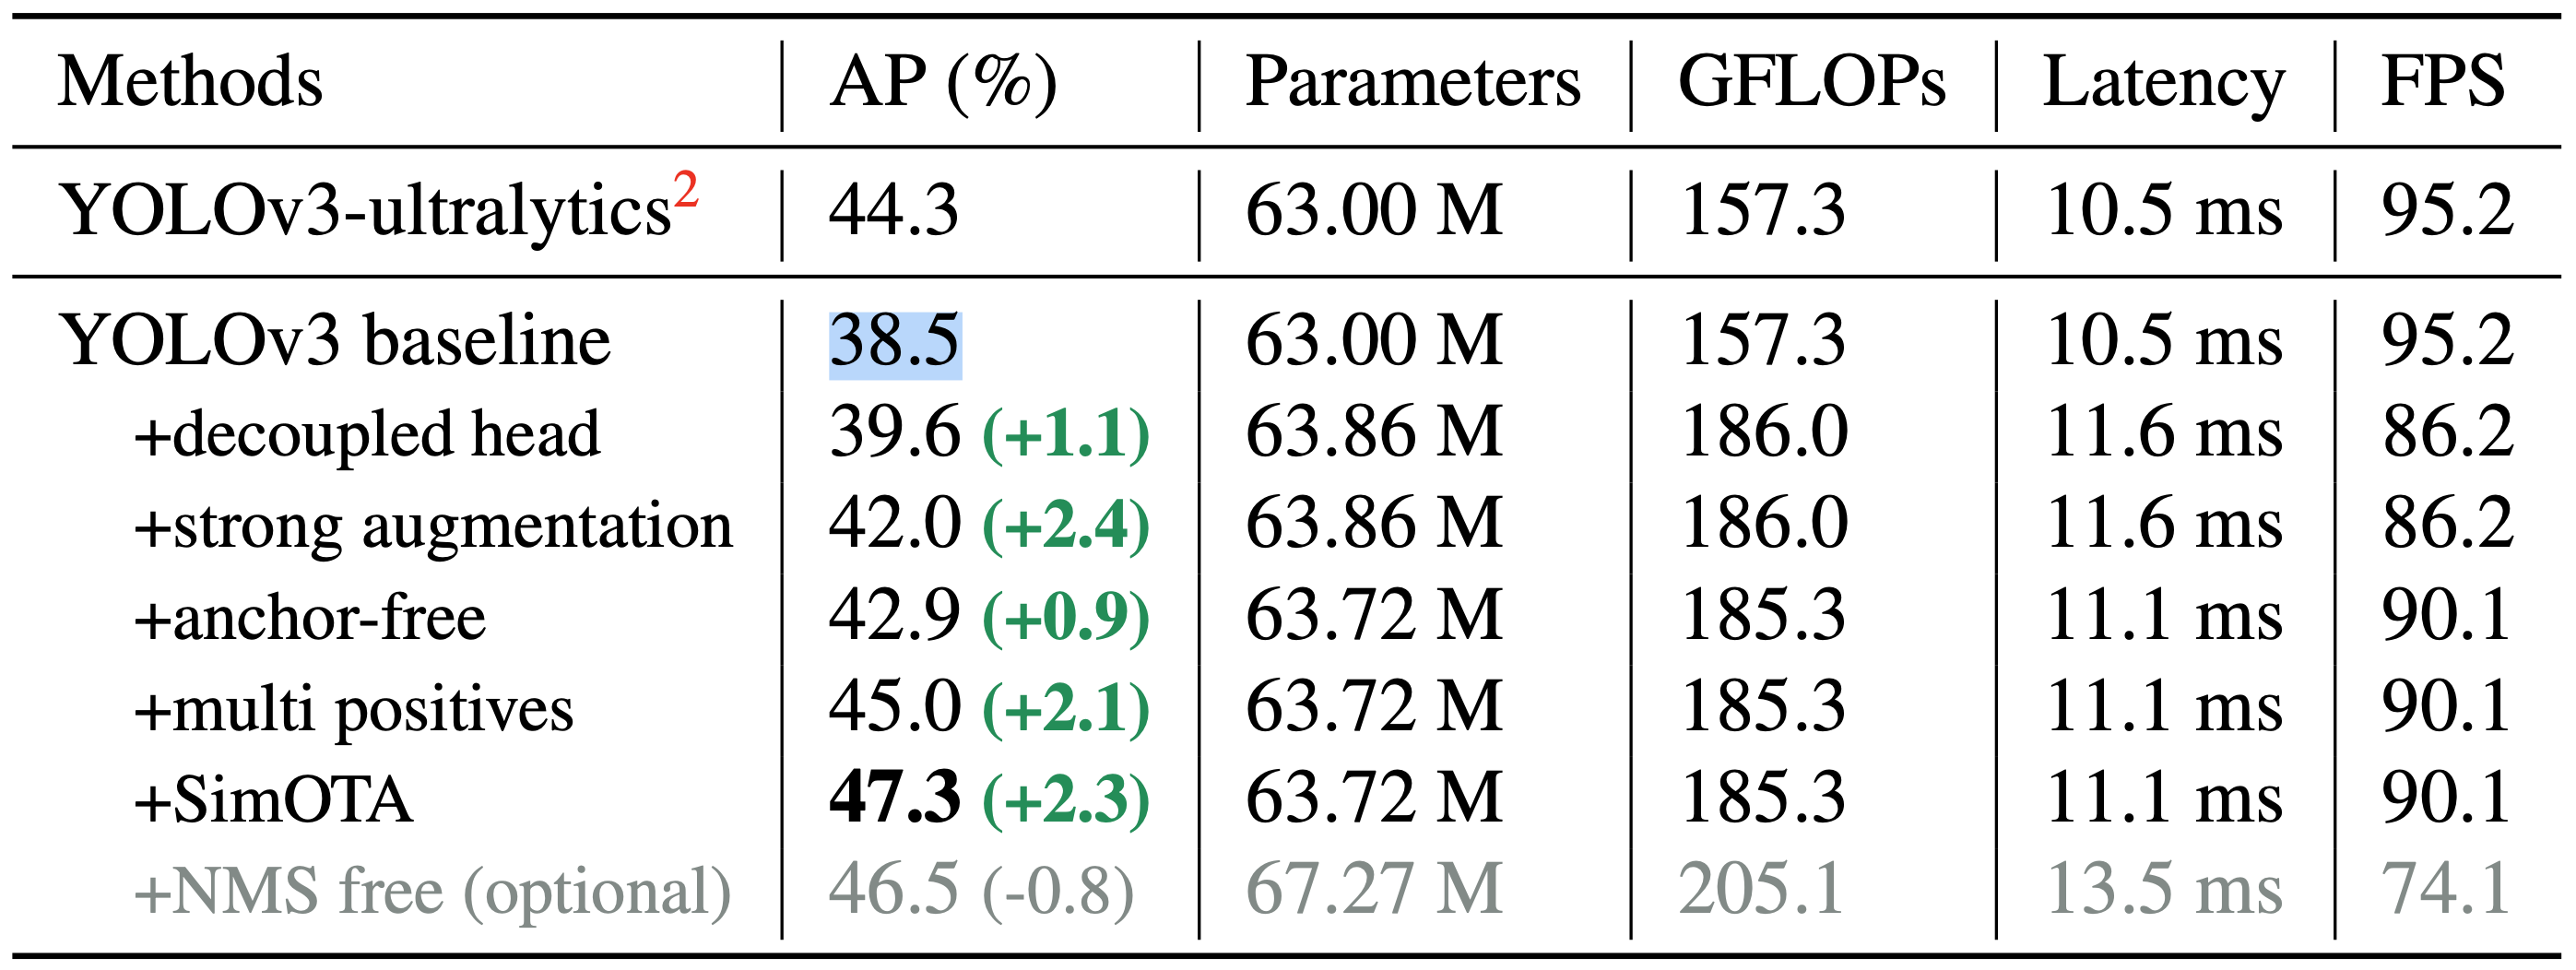 Methods AP (%) Parameters GFLOPs Latency FPS
YOLOv3-ultralytics2 44.3 63.00 M 157.3 10.5 ms 95.2
YOLOv3 baseline 38.5 63.00 M 157.3 10.5 ms 95.2
+decoupled head 39.6 (+1.1) 63.86 M 186.0 11.6 ms 86.2
+strong augmentation 42.0 (+2.4) 63.86 M 186.0 11.6 ms 86.2
+anchor-free 42.9 (+0.9) 63.72 M 185.3 11.1 ms 90.1
+multi positives 45.0 (+2.1) 63.72 M 185.3 11.1 ms 90.1
+SimOTA 47.3 (+2.3) 63.72 M 185.3 11.1 ms 90.1
+NMS free (optional) 46.5 (-0.8) 67.27 M 205.1 13.5 ms 74.1